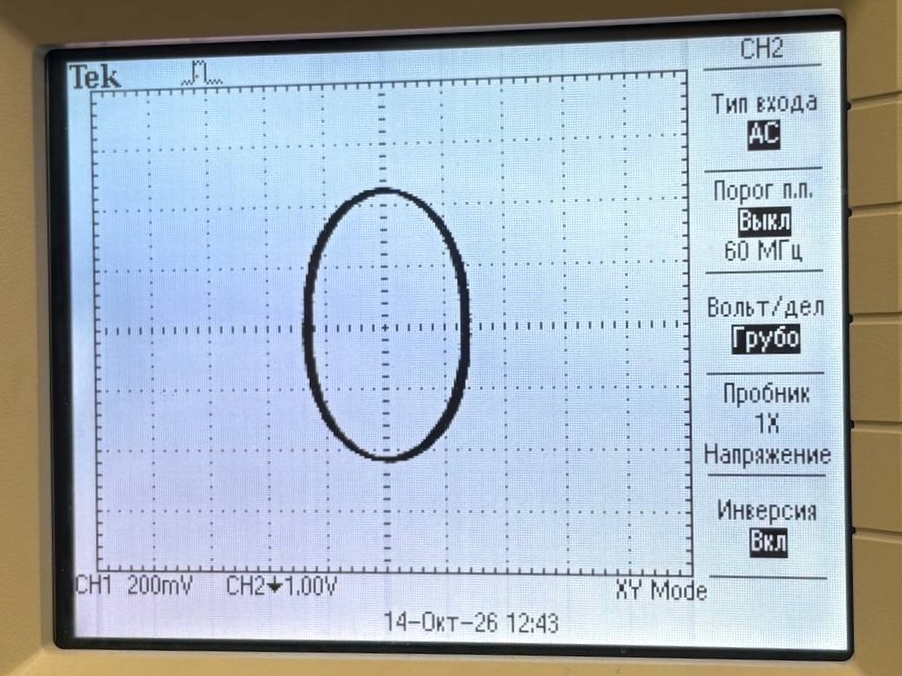 Tek
CH2
Тип входа
AC
Порог п.п.
Выкл
60 МГц
Вольт/дел
Грубо
Пробник
1X
Напряжение
Инверсия
Вкл
CH1 200mV CH2 1.00V XY Mode
14-Окт-26 12:43